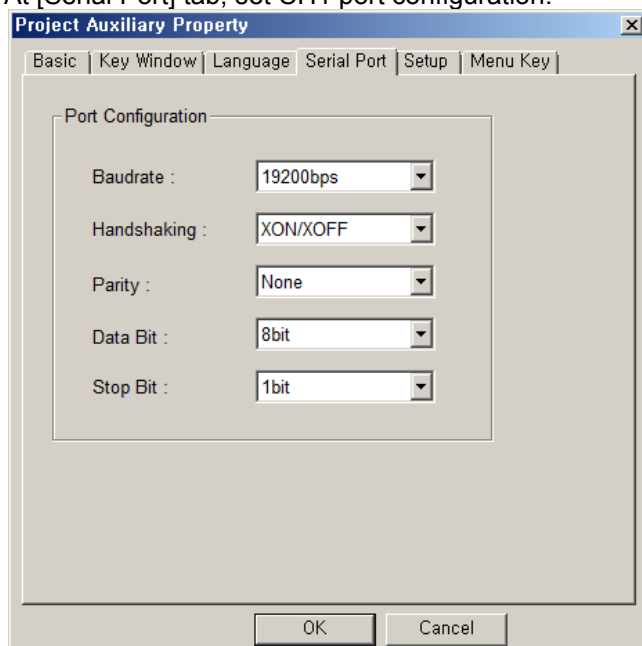 At [Serial Port] tab, set CH1 port configuration.
Project Auxiliary Property
Basic Key Window Language Serial Port Setup Menu Key
Port Configuration
Baudrate : 19200bps
Handshaking : XON/XOFF
Parity : None
Data Bit : 8bit
Stop Bit : 1bit
OK Cancel